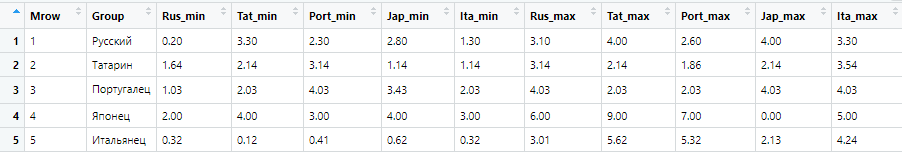 Mrow Group Rus_min Tat_min Port_min Jap_min Ita_min Rus_max Tat_max Port_max Jap_max Ita_max
1 1 Русский 0.20 3.30 2.30 2.80 1.30 3.10 4.00 2.60 4.00 3.30
2 2 Татарин 1.64 2.14 3.14 1.14 1.14 3.14 2.14 1.86 2.14 3.54
3 3 Португалец 1.03 2.03 4.03 3.43 2.03 4.03 2.03 2.03 4.03 4.03
4 4 Японец 2.00 4.00 3.00 4.00 3.00 6.00 9.00 7.00 0.00 5.00
5 5 Итальянец 0.32 0.12 0.41 0.62 0.32 3.01 5.62 5.32 2.13 4.24